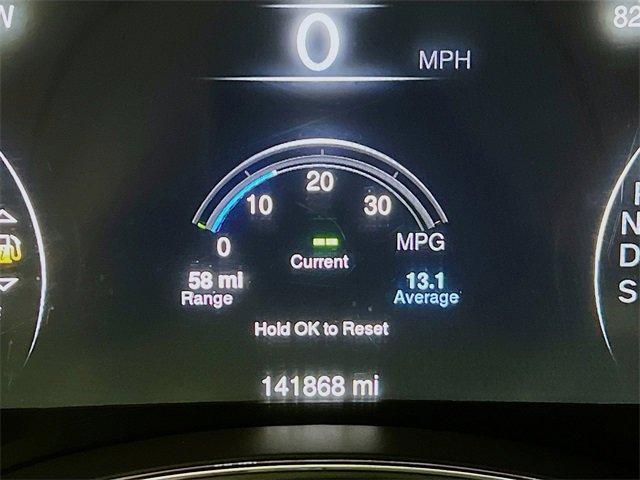 W
0 MPH
82
20
10 30
0 -- MPG
Current
58 mi
Range
13.1
Average
Hold OK to Reset
141868 mi
N
D
S